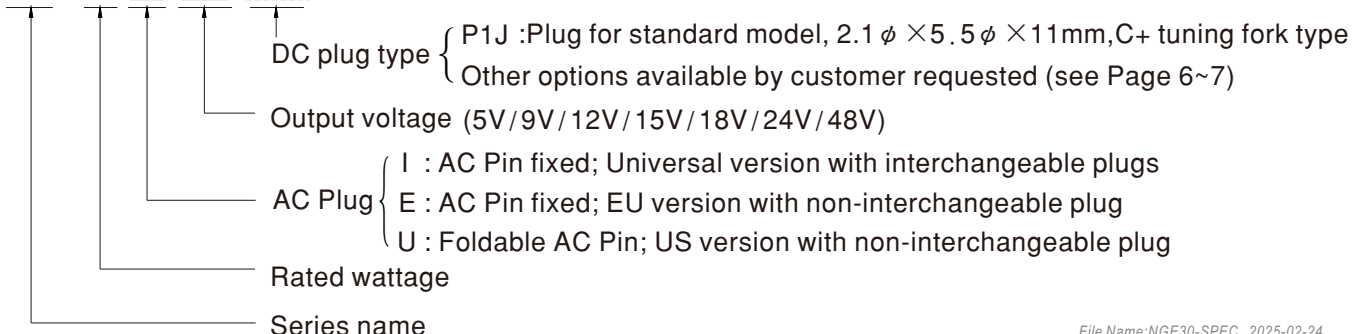 P1J :Plug for standard model, 2.1 φ ×5.5φ ×11mm,C+ tuning fork type
DC plug type
Other options available by customer requested (see Page 6~7)
Output voltage (5V/9V/12V/15V/18V/24V/48V)
I : AC Pin fixed; Universal version with interchangeable plugs
AC Plug
E : AC Pin fixed; EU version with non-interchangeable plug
U : Foldable AC Pin; US version with non-interchangeable plug
Rated wattage
Series name
File Name:NGE30-SPEC 2025-02-24